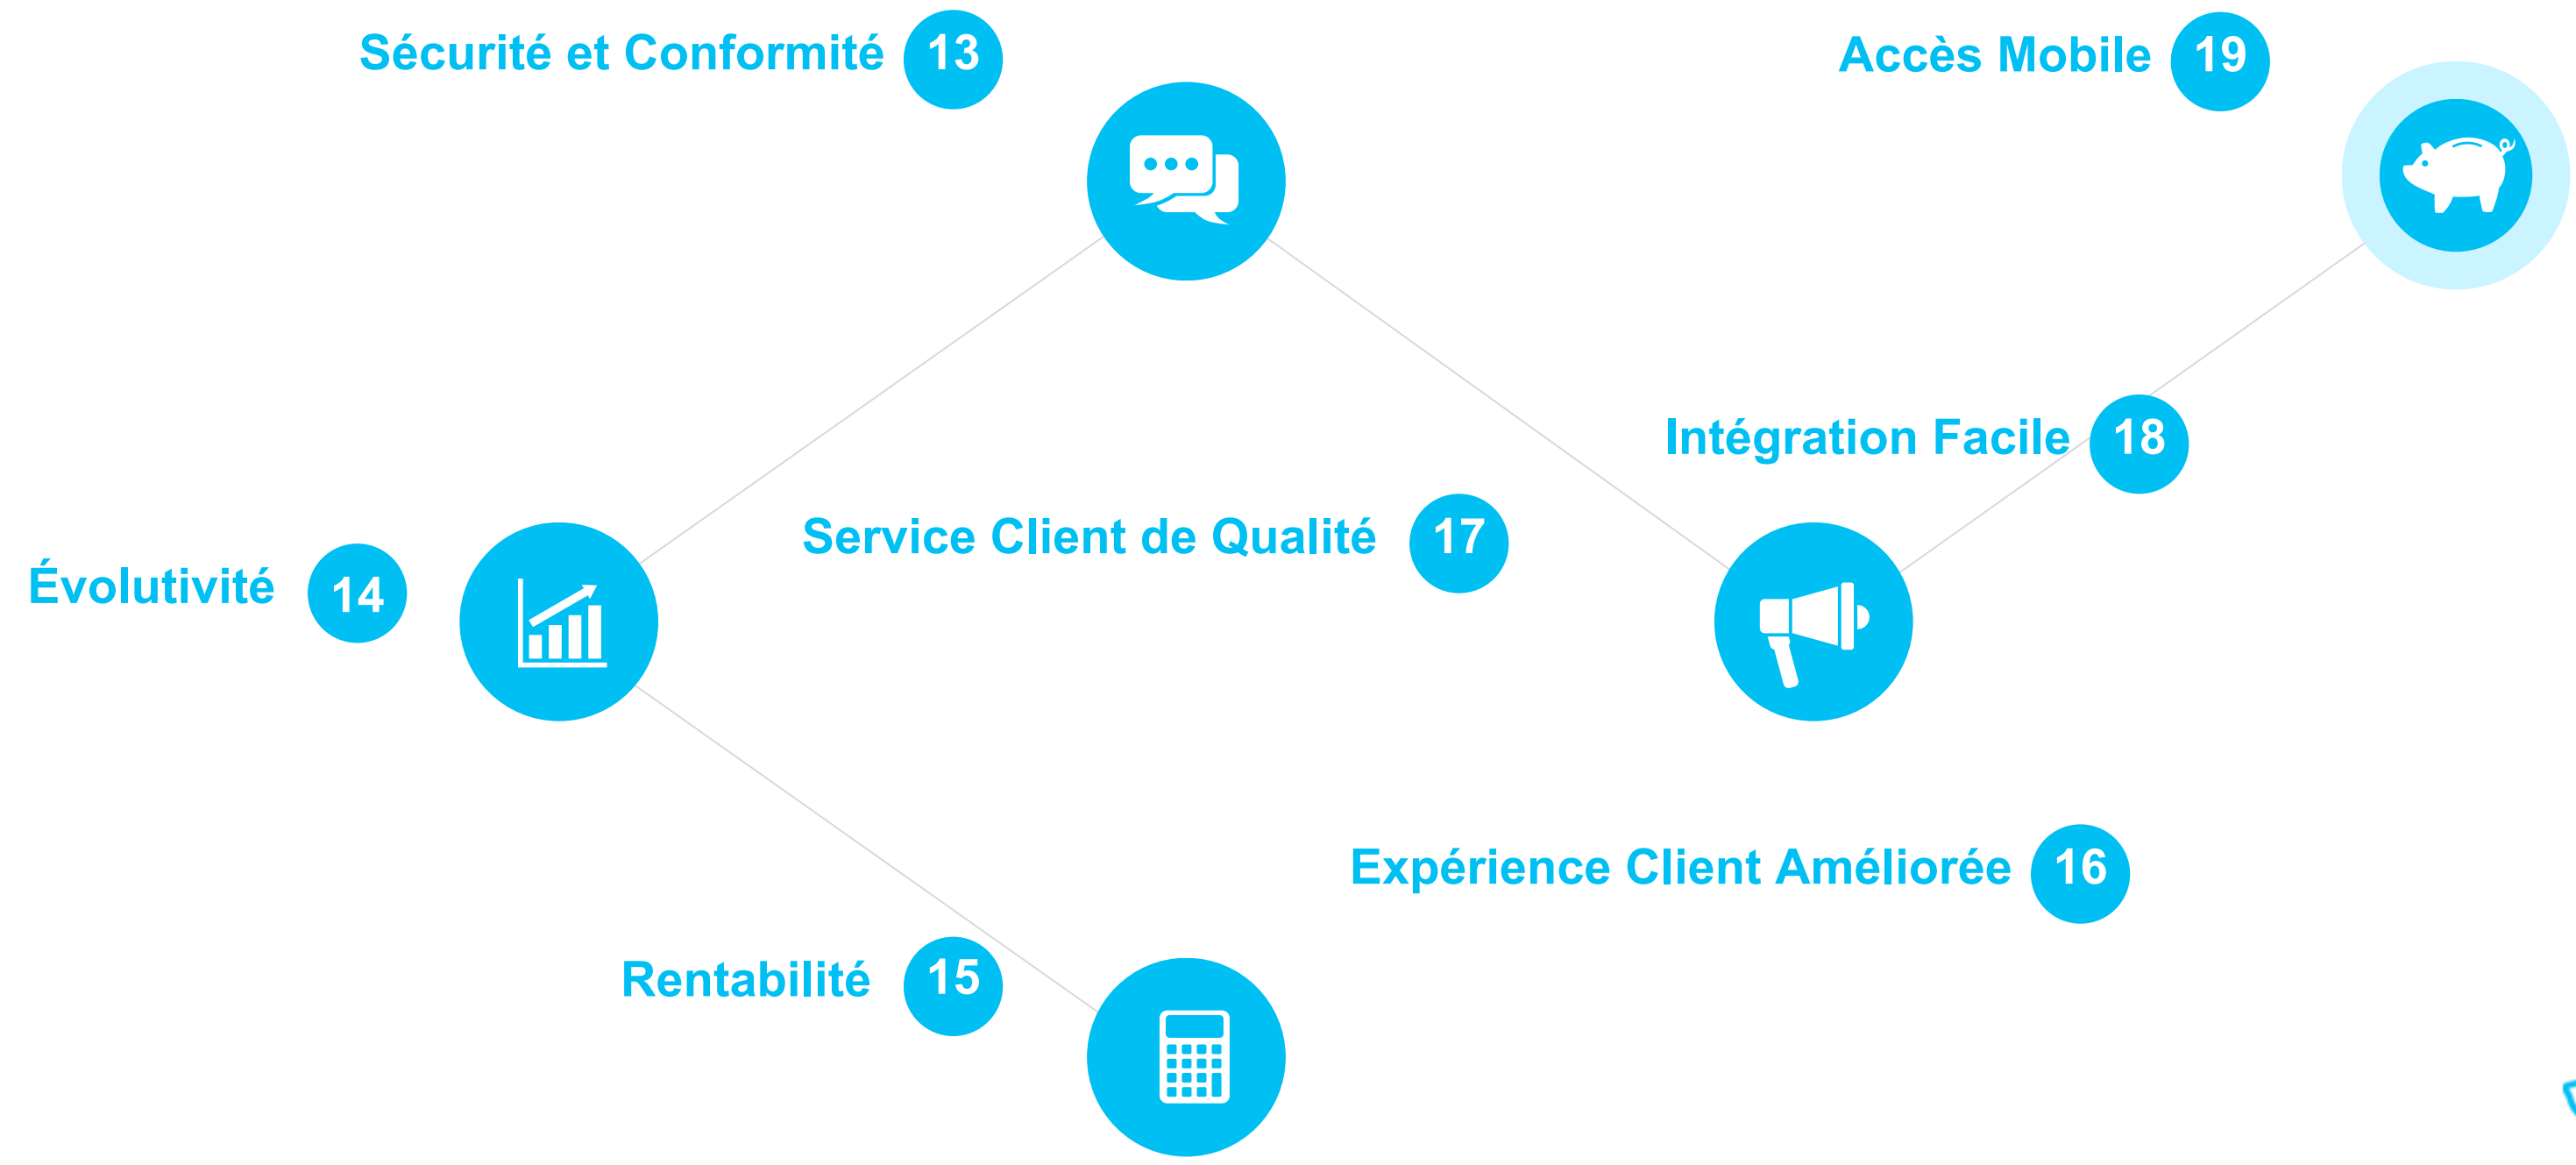 Sécurité et Conformité 13
Accès Mobile 19
Intégration Facile 18
Service Client de Qualité 17
Évolutivité 14
Expérience Client Améliorée 16
Rentabilité 15